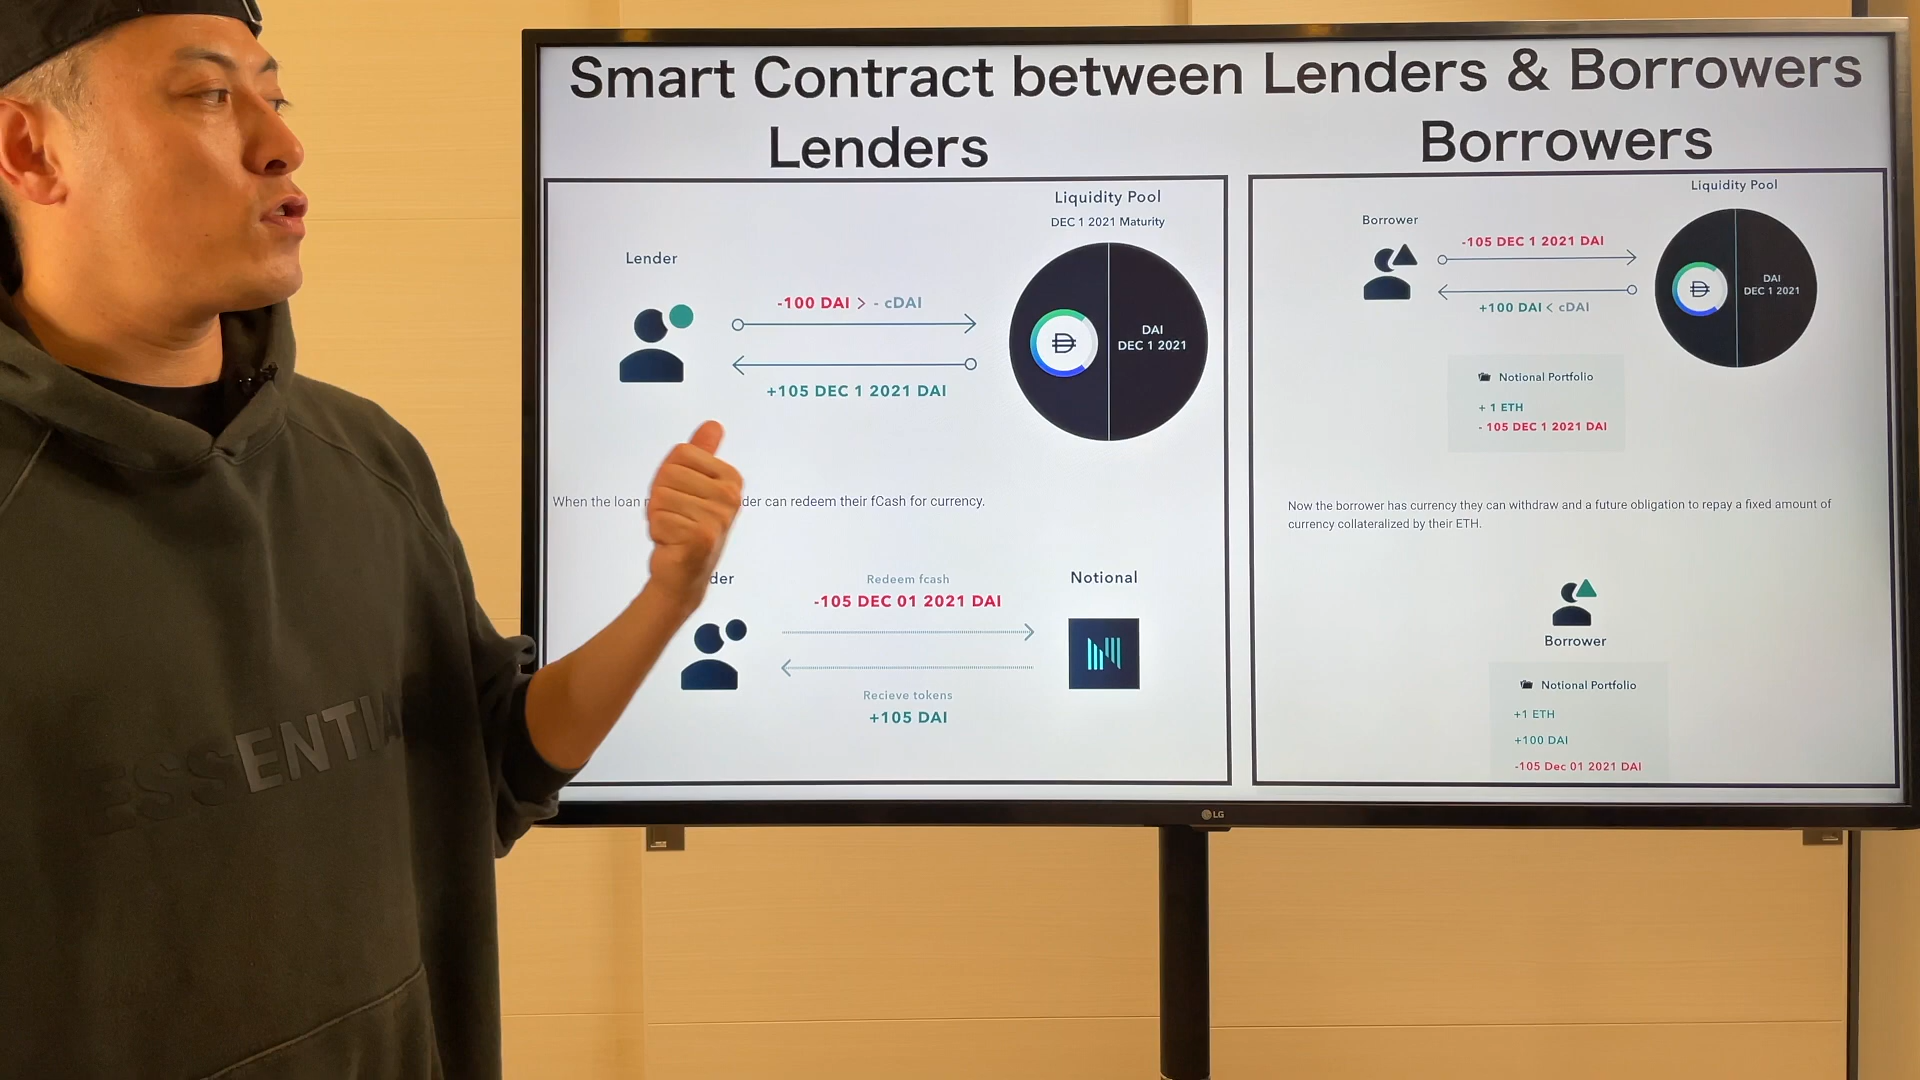 Smart Contract between Lenders & Borrowers
Lenders
Liquidity Pool
DEC 1 2021 Maturity
Lender
-100 DAI > - cDAI
+105 DEC 1 2021 DAI
DAI
DEC 1 2021
When the loan der can redeem their fCash for currency.
der
Redeem fcash
-105 DEC 01 2021 DAI
Notional
Recieve tokens
+105 DAI
Borrowers
Liquidity Pool
Borrower
-105 DEC 1 2021 DAI
+100 DAI < cDAI
DAI
DEC 1 2021
Notional Portfolio
+ 1 ETH
- 105 DEC 1 2021 DAI
Now the borrower has currency they can withdraw and a future obligation to repay a fixed amount of
currency collateralized by their ETH.
Borrower
Notional Portfolio
+1 ETH
+100 DAI
-105 Dec 01 2021 DAI
LG
ESSENTIA